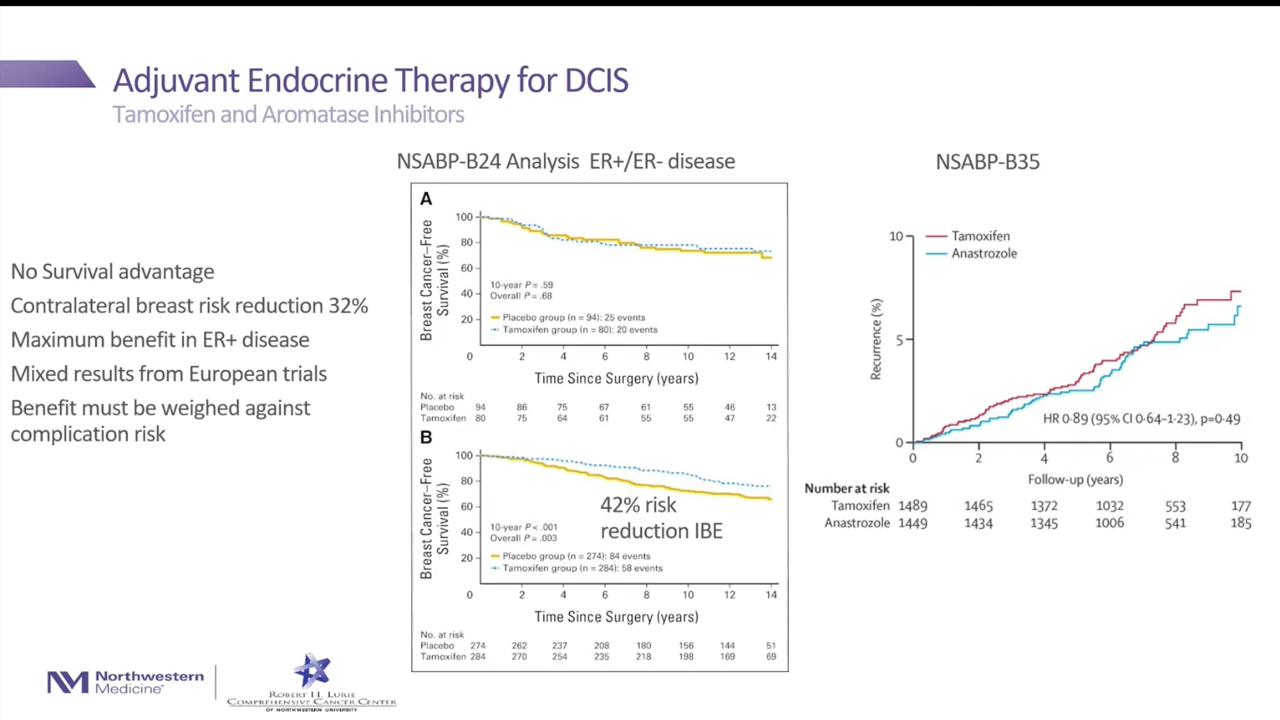 Adjuvant Endocrine Therapy for DCIS
Tamoxifen and Aromatase Inhibitors
No Survival advantage
Contralateral breast risk reduction 32%
Maximum benefit in ER+ disease
Mixed results from European trials
Benefit must be weighed against
complication risk
NSABP-B24 Analysis ER+/ER- disease
A
Breast Cancer–Free
Survival (%)
100
80
60
40
20
10-year P = .59
Overall P = .68
Placebo group (n = 94): 25 events
Tamoxifen group (n = 80): 20 events
0 2 4 6 8 10 12 14
Time Since Surgery (years)
No. at risk
Placebo 94 86 75 67 61 55 46 13
Tamoxifen 80 75 64 61 55 55 47 22
B
Breast Cancer–Free
Survival (%)
100
80
60
40
20
42% risk
reduction IBE
10-year P < .001
Overall P = .003
Placebo group (n = 274): 84 events
Tamoxifen group (n = 284): 58 events
0 2 4 6 8 10 12 14
Time Since Surgery (years)
No. at risk
Placebo 274 262 237 208 180 156 144 51
Tamoxifen 284 270 254 235 218 198 169 69
NSABP-B35
Recurrence (%)
10
5
0
Tamoxifen
Anastrozole
HR 0·89 (95% CI 0·64–1·23), p=0·49
0 2 4 6 8 10
Follow-up (years)
Number at risk
Tamoxifen 1489 1465 1372 1032 553 177
Anastrozole 1449 1434 1345 1006 541 185
NM Northwestern
Medicine®
ROBERT H. LURIE
COMPREHENSIVE CANCER CENTER
OF NORTHWESTERN UNIVERSITY